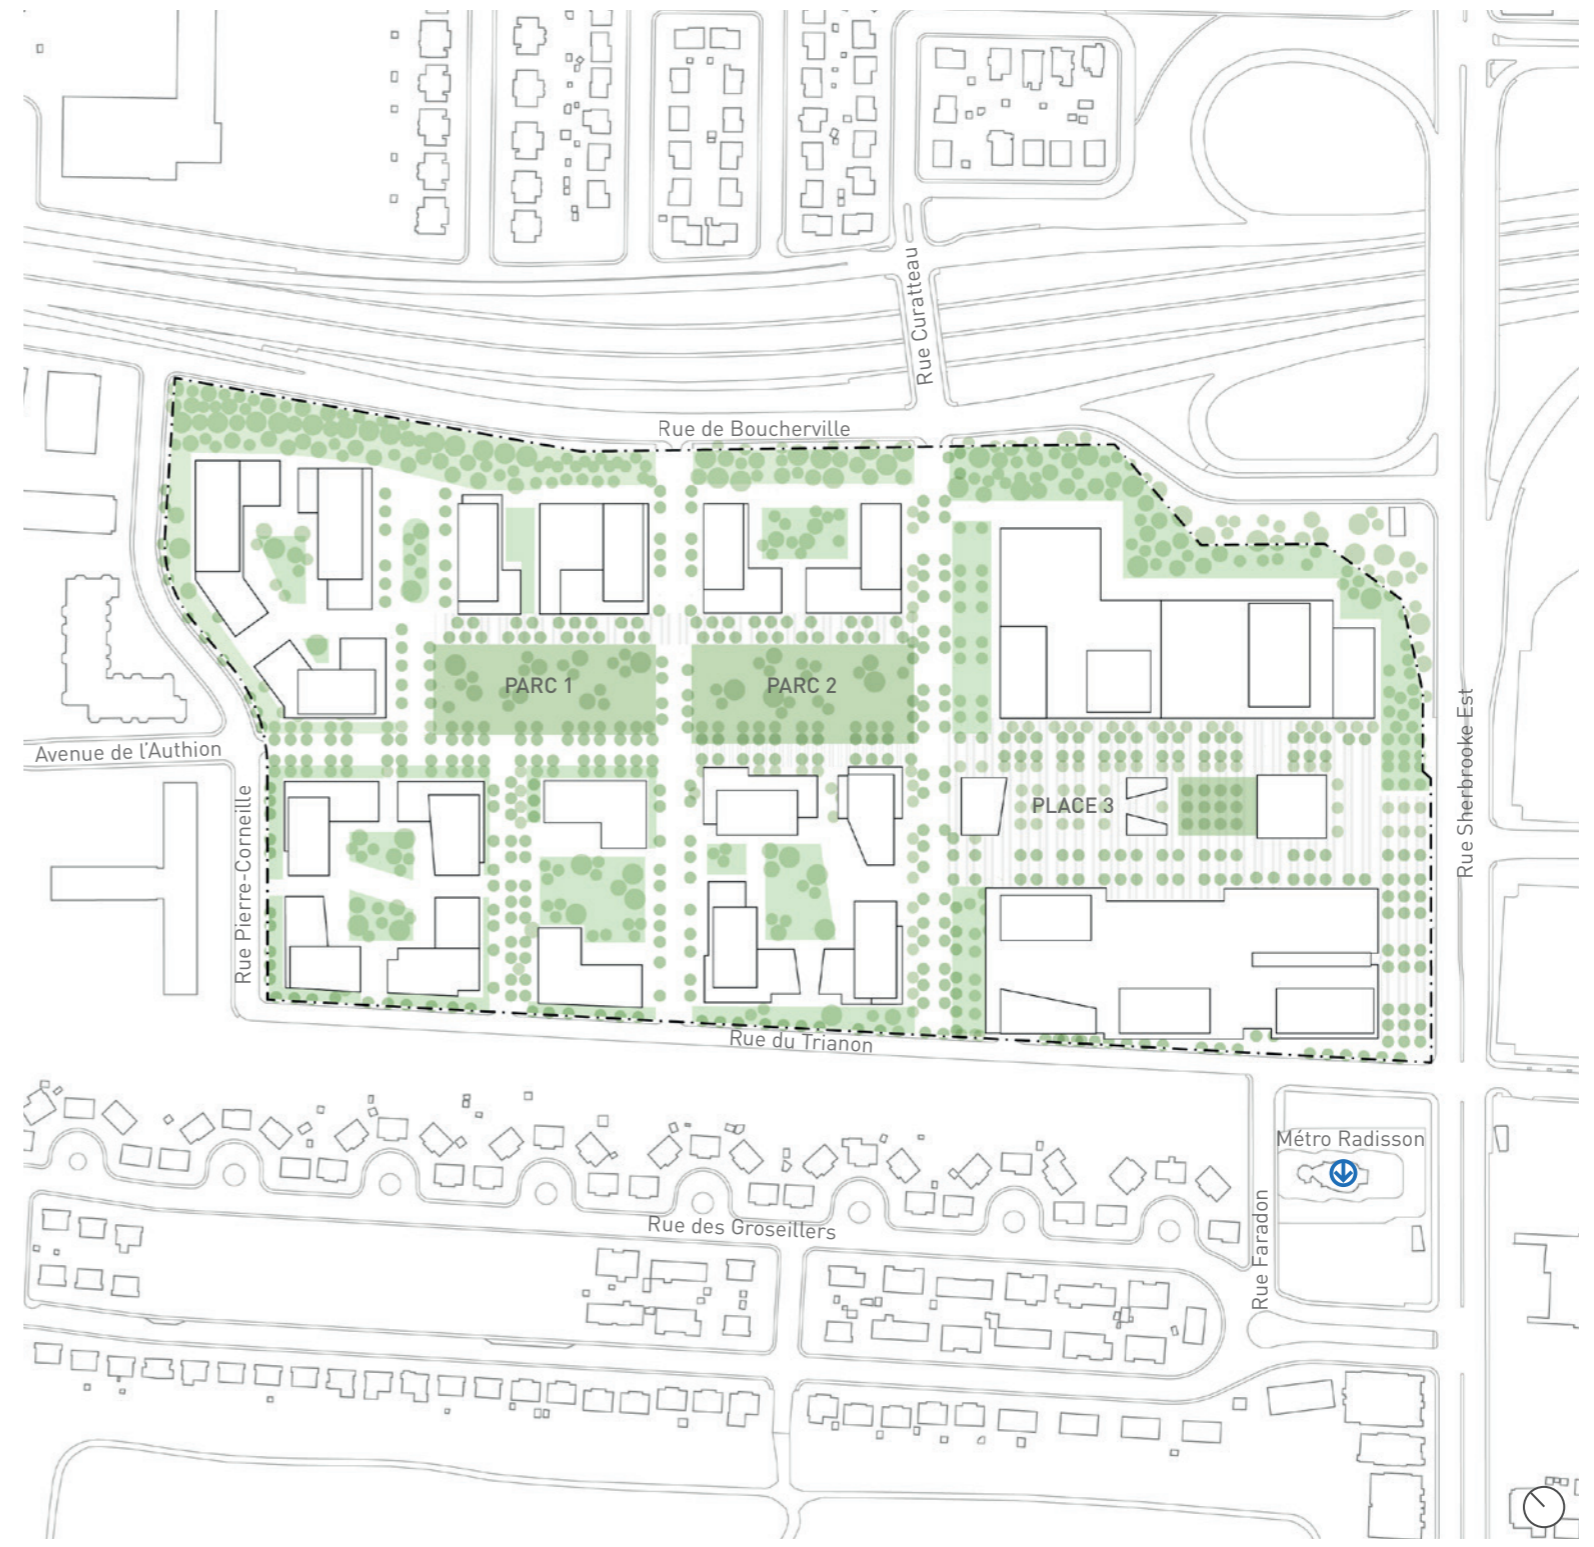 Rue Curatteau
Rue de Boucherville
PARC 1
PARC 2
Avenue de l'Authion
Rue Pierre-Corneille
PLACE 3
Rue Sherbrooke Est
Rue du Trianon
Métro Radisson
Rue des Groseillers
Rue Faradon